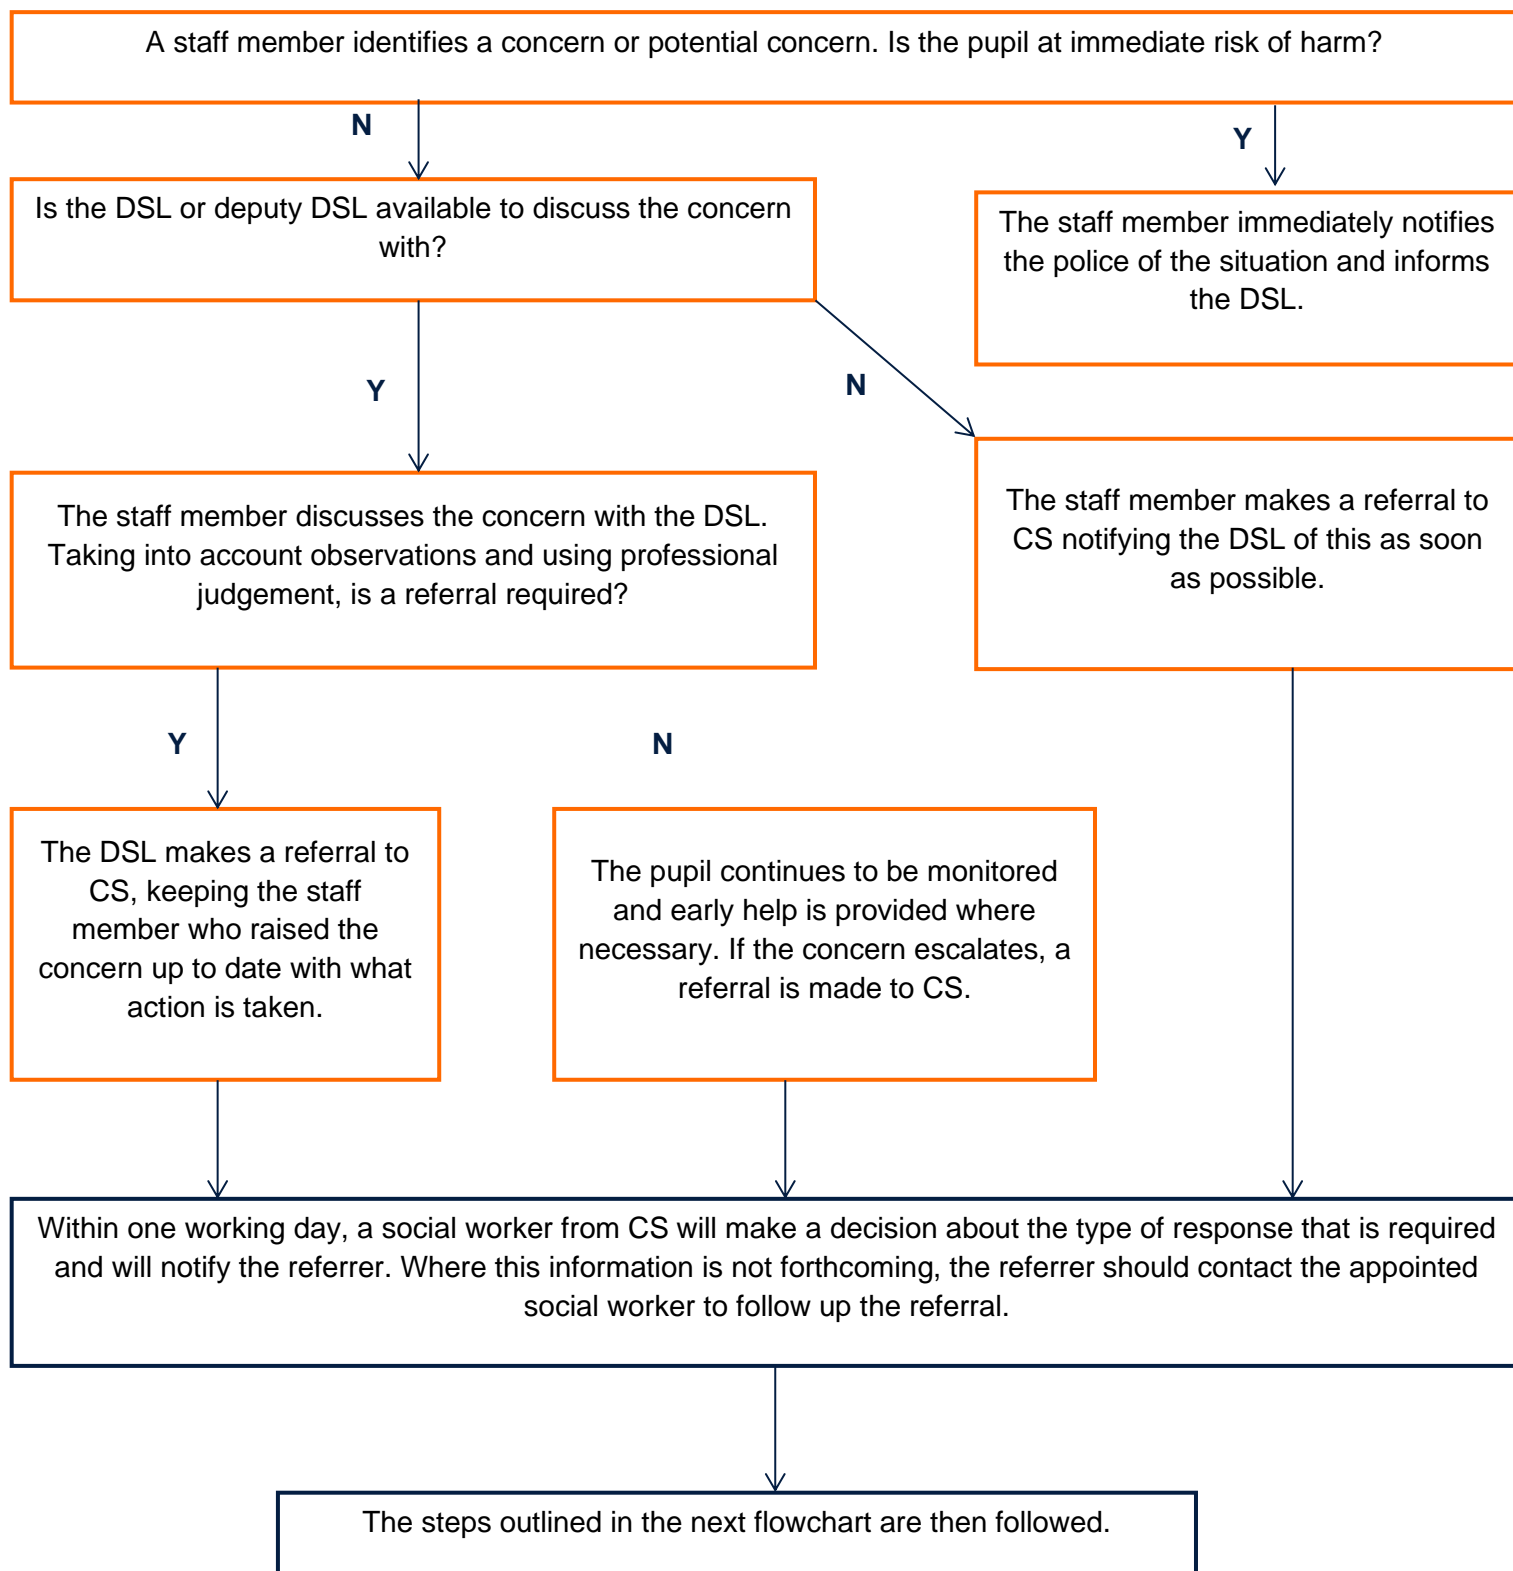 A staff member identifies a concern or potential concern. Is the pupil at immediate risk of harm?
N
Y
Is the DSL or deputy DSL available to discuss the concern
with?
The staff member immediately notifies
the police of the situation and informs
the DSL.
Y
N
The staff member discusses the concern with the DSL.
Taking into account observations and using professional
judgement, is a referral required?
The staff member makes a referral to
CS notifying the DSL of this as soon
as possible.
Y
N
The DSL makes a referral to
CS, keeping the staff
member who raised the
concern up to date with what
action is taken.
The pupil continues to be monitored
and early help is provided where
necessary. If the concern escalates, a
referral is made to CS.
Within one working day, a social worker from CS will make a decision about the type of response that is required
and will notify the referrer. Where this information is not forthcoming, the referrer should contact the appointed
social worker to follow up the referral.
The steps outlined in the next flowchart are then followed.